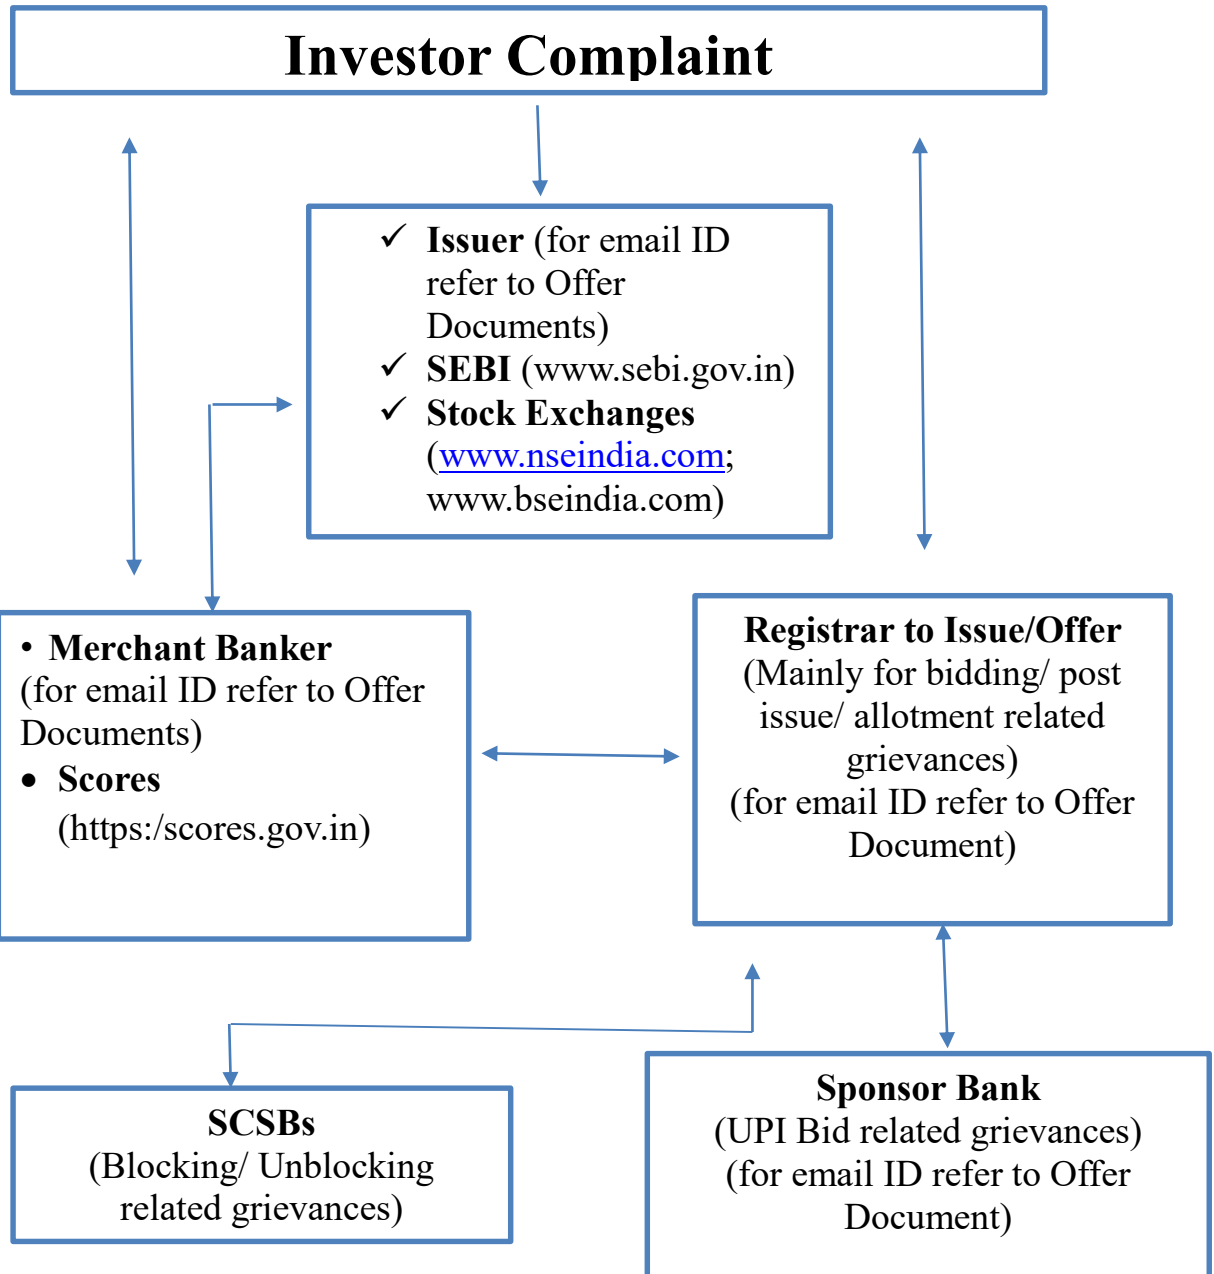 Investor Complaint
✓ Issuer (for email ID
refer to Offer
Documents)
✓ SEBI (www.sebi.gov.in)
✓ Stock Exchanges
(www.nseindia.com;
www.bseindia.com)
• Merchant Banker
(for email ID refer to Offer
Documents)
• Scores
(https:/scores.gov.in)
Registrar to Issue/Offer
(Mainly for bidding/ post
issue/ allotment related
grievances)
(for email ID refer to Offer
Document)
SCSBs
(Blocking/ Unblocking
related grievances)
Sponsor Bank
(UPI Bid related grievances)
(for email ID refer to Offer
Document)